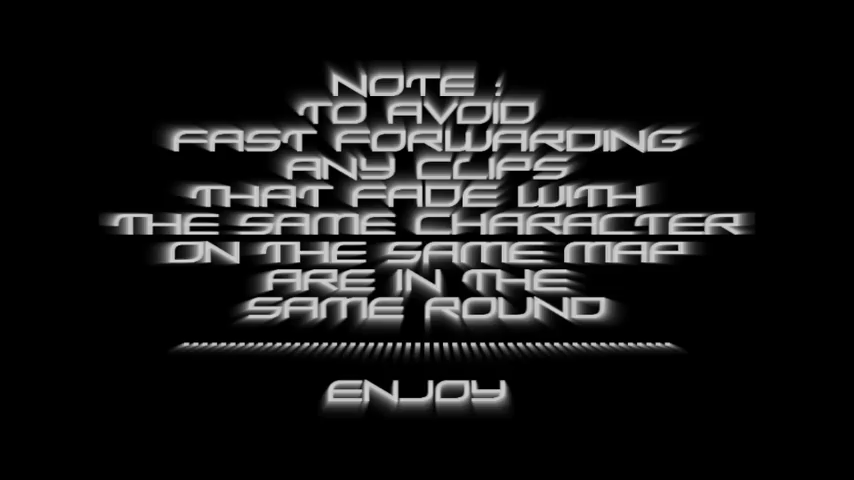 NOTE :
TO AVOID
FAST FORWARDING
ANY CLIPS
THAT FADE WITH
THE SAME CHARACTER
ON THE SAME MAP
ARE IN THE
SAME ROUND
ENJOY